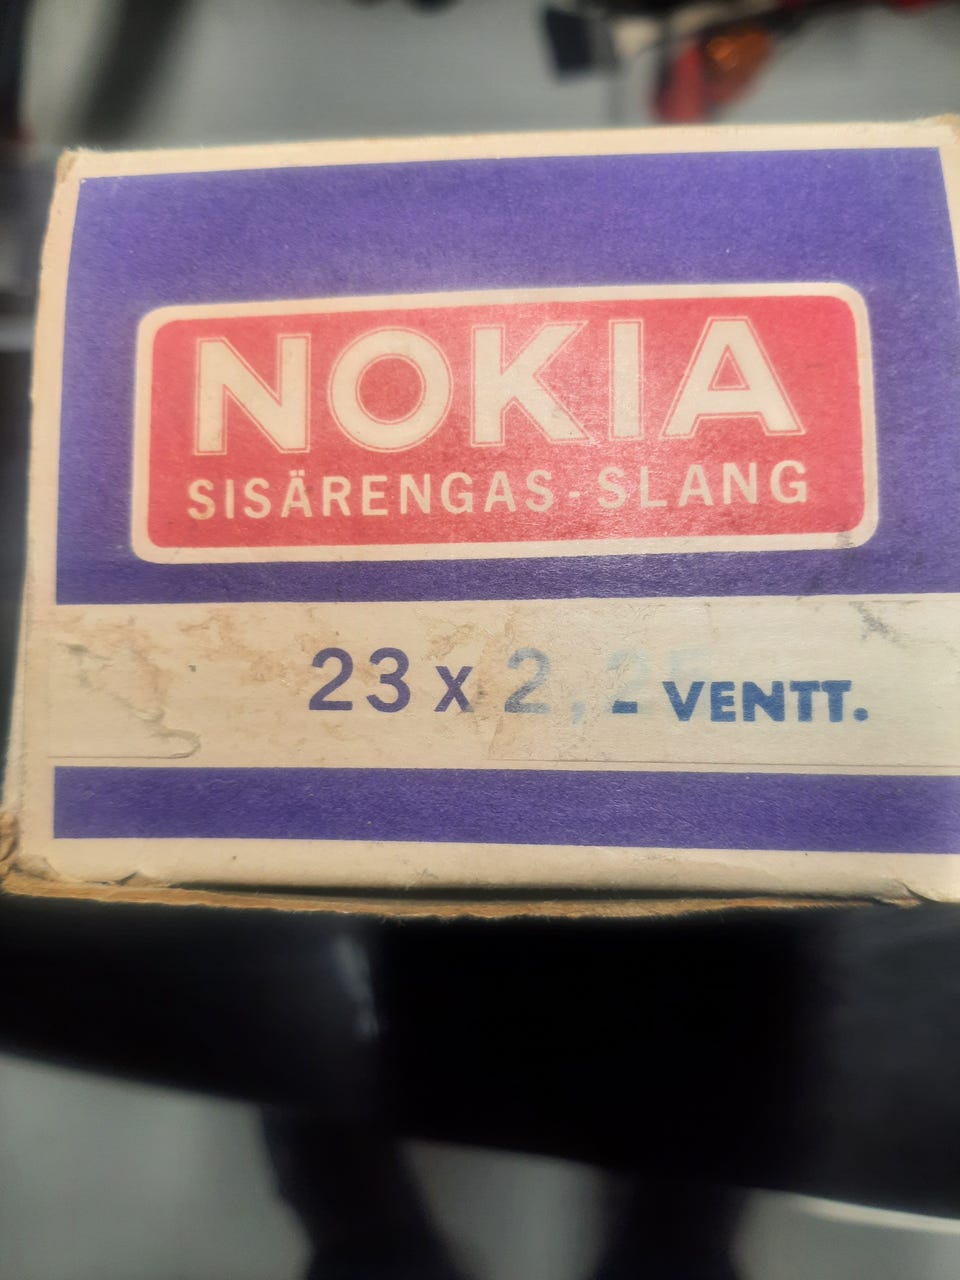 NOKIA
SISÄRENGAS-SLANG
23 x 2,25 VENTT.